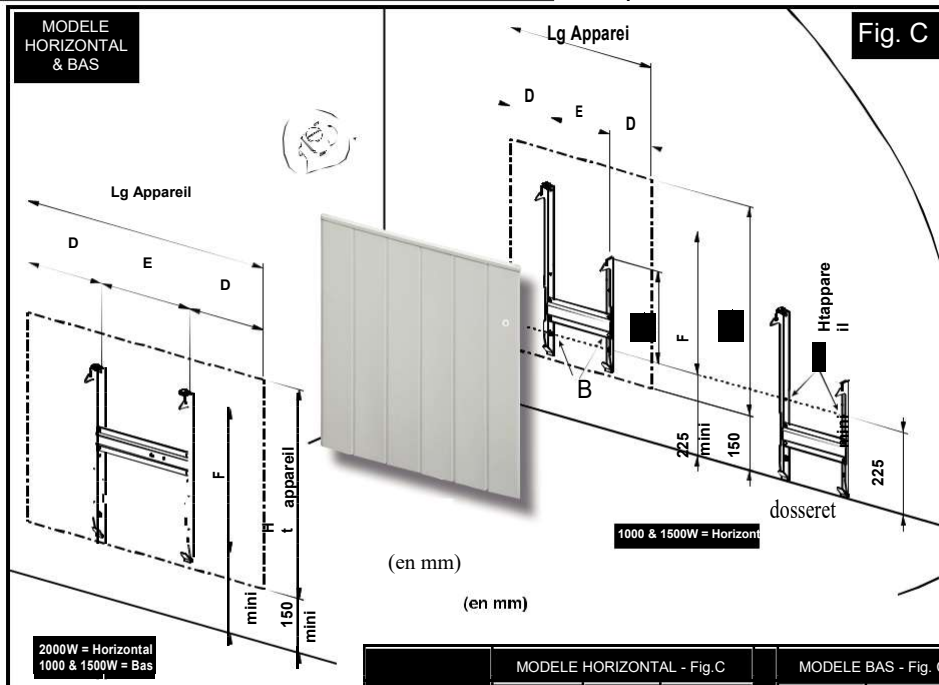 MODELE
HORIZONTAL
& BAS
Lg Apparei
Fig. C
D
E
D
Lg Appareil
D
E
D
F
Htappare
il
B
225
mini
150
225
dosseret
1000 & 1500W = Horizont
F
H
t
appareil
(en mm)
(en mm)
mini
150
mini
2000W = Horizontal
1000 & 1500W = Bas
MODELE HORIZONTAL - Fig.C
MODELE BAS - Fig.